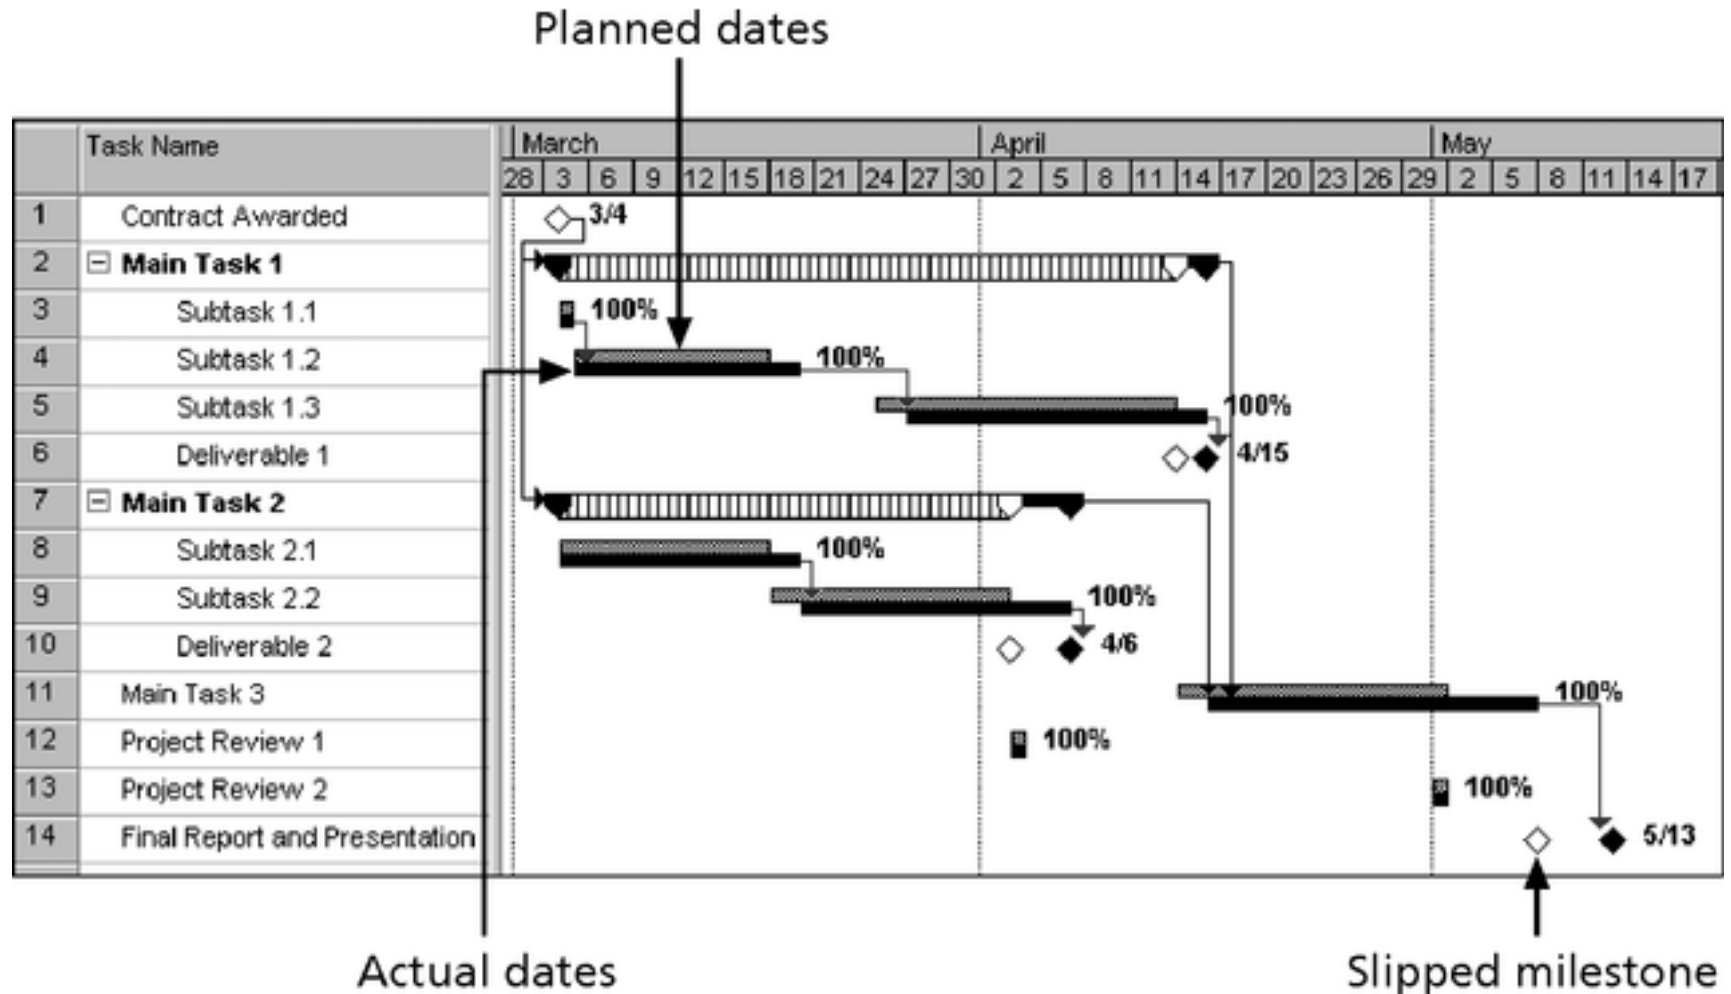 Planned dates
Task Name
March April May
28 3 6 9 12 15 18 21 24 27 30 2 5 8 11 14 17 20 23 26 29 2 5 8 11 14 17
1 Contract Awarded 3/4
2 Main Task 1
3 Subtask 1.1 100%
4 Subtask 1.2 100%
5 Subtask 1.3 100%
6 Deliverable 1 4/15
7 Main Task 2
8 Subtask 2.1 100%
9 Subtask 2.2 100%
10 Deliverable 2 4/6
11 Main Task 3 100%
12 Project Review 1 100%
13 Project Review 2 100%
14 Final Report and Presentation 5/13
Actual dates
Slipped milestone